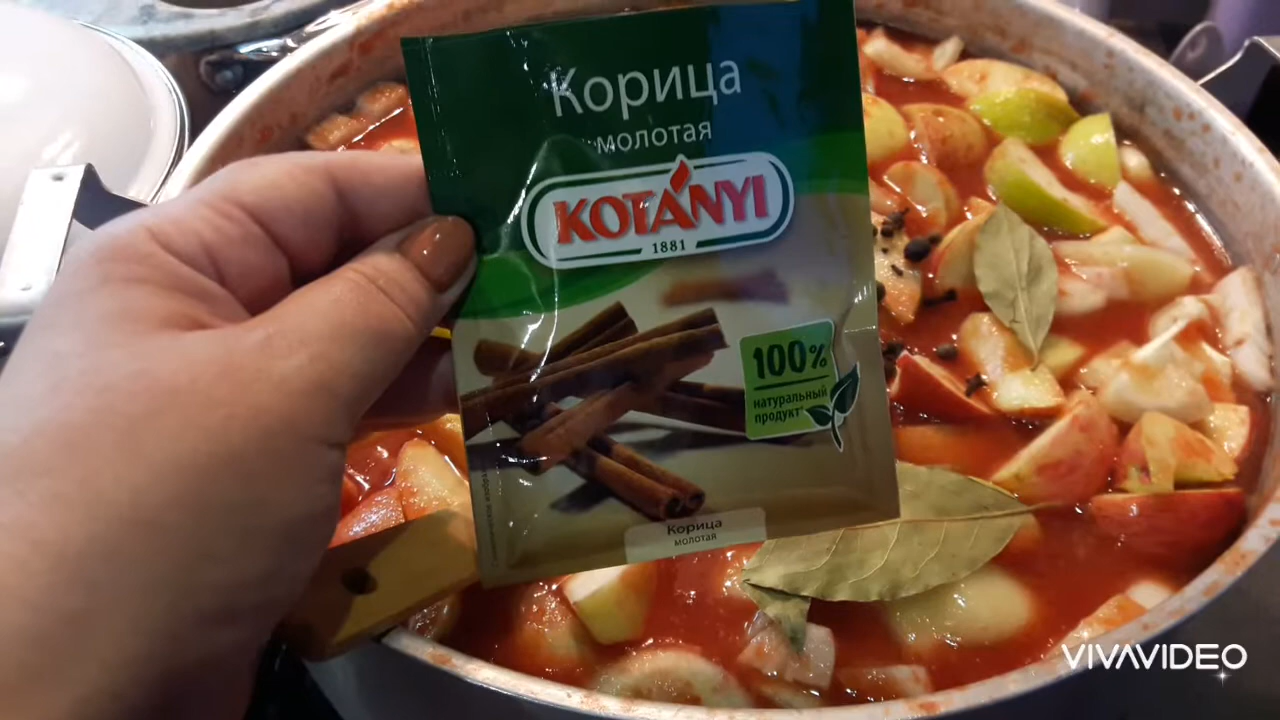 Корица
молотая
KOTÁNYI
1881
100%
натуральный
продукт*
Корица
молотая
VIVAVIDEO